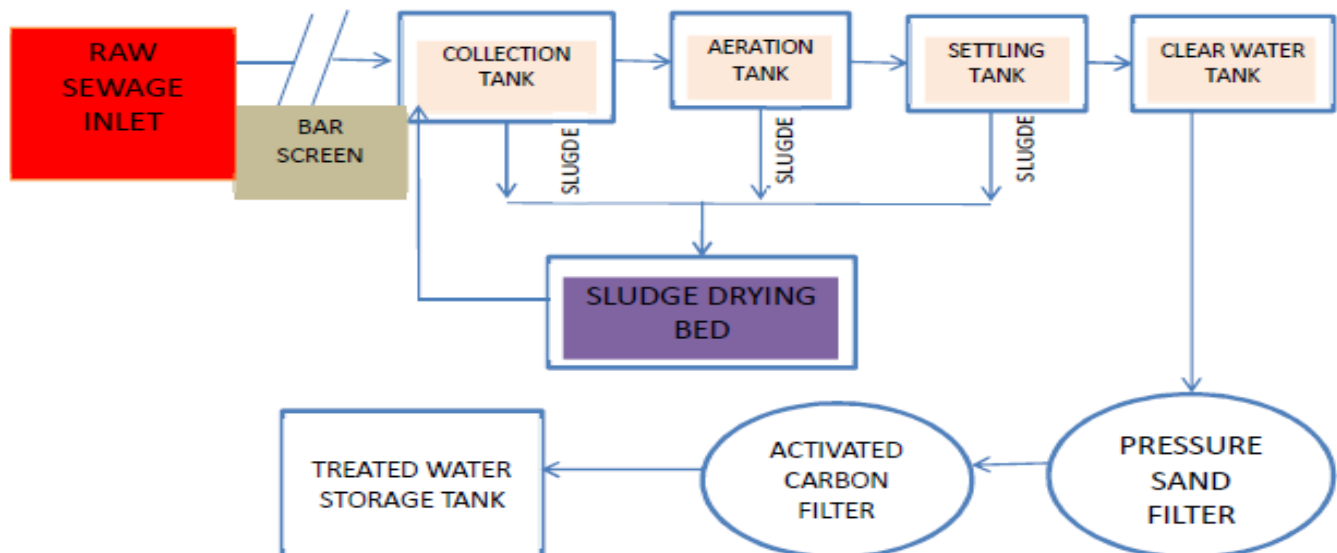 RAW
SEWAGE
INLET
BAR
SCREEN
COLLECTION
TANK
AERATION
TANK
SETTLING
TANK
CLEAR WATER
TANK
SLUGDE
SLUGDE
SLUGDE
SLUDGE DRYING
BED
TREATED WATER
STORAGE TANK
ACTIVATED
CARBON
FILTER
PRESSURE
SAND
FILTER